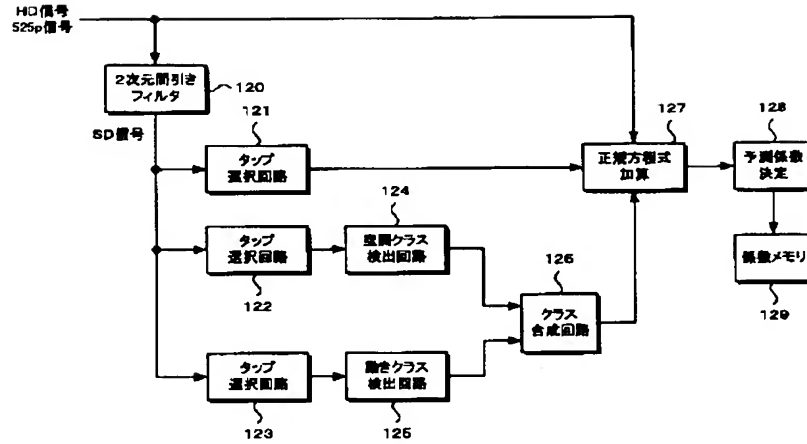 HD信号
525p信号
2次元間引き
フィルタ
120
SD信号
121
タップ
選択回路
127
正規方程式
加算
128
予測係数
決定
122
タップ
選択回路
124
空間クラス
検出回路
126
クラス
合成回路
係数メモリ
129
タップ
選択回路
123
動きクラス
検出回路
125